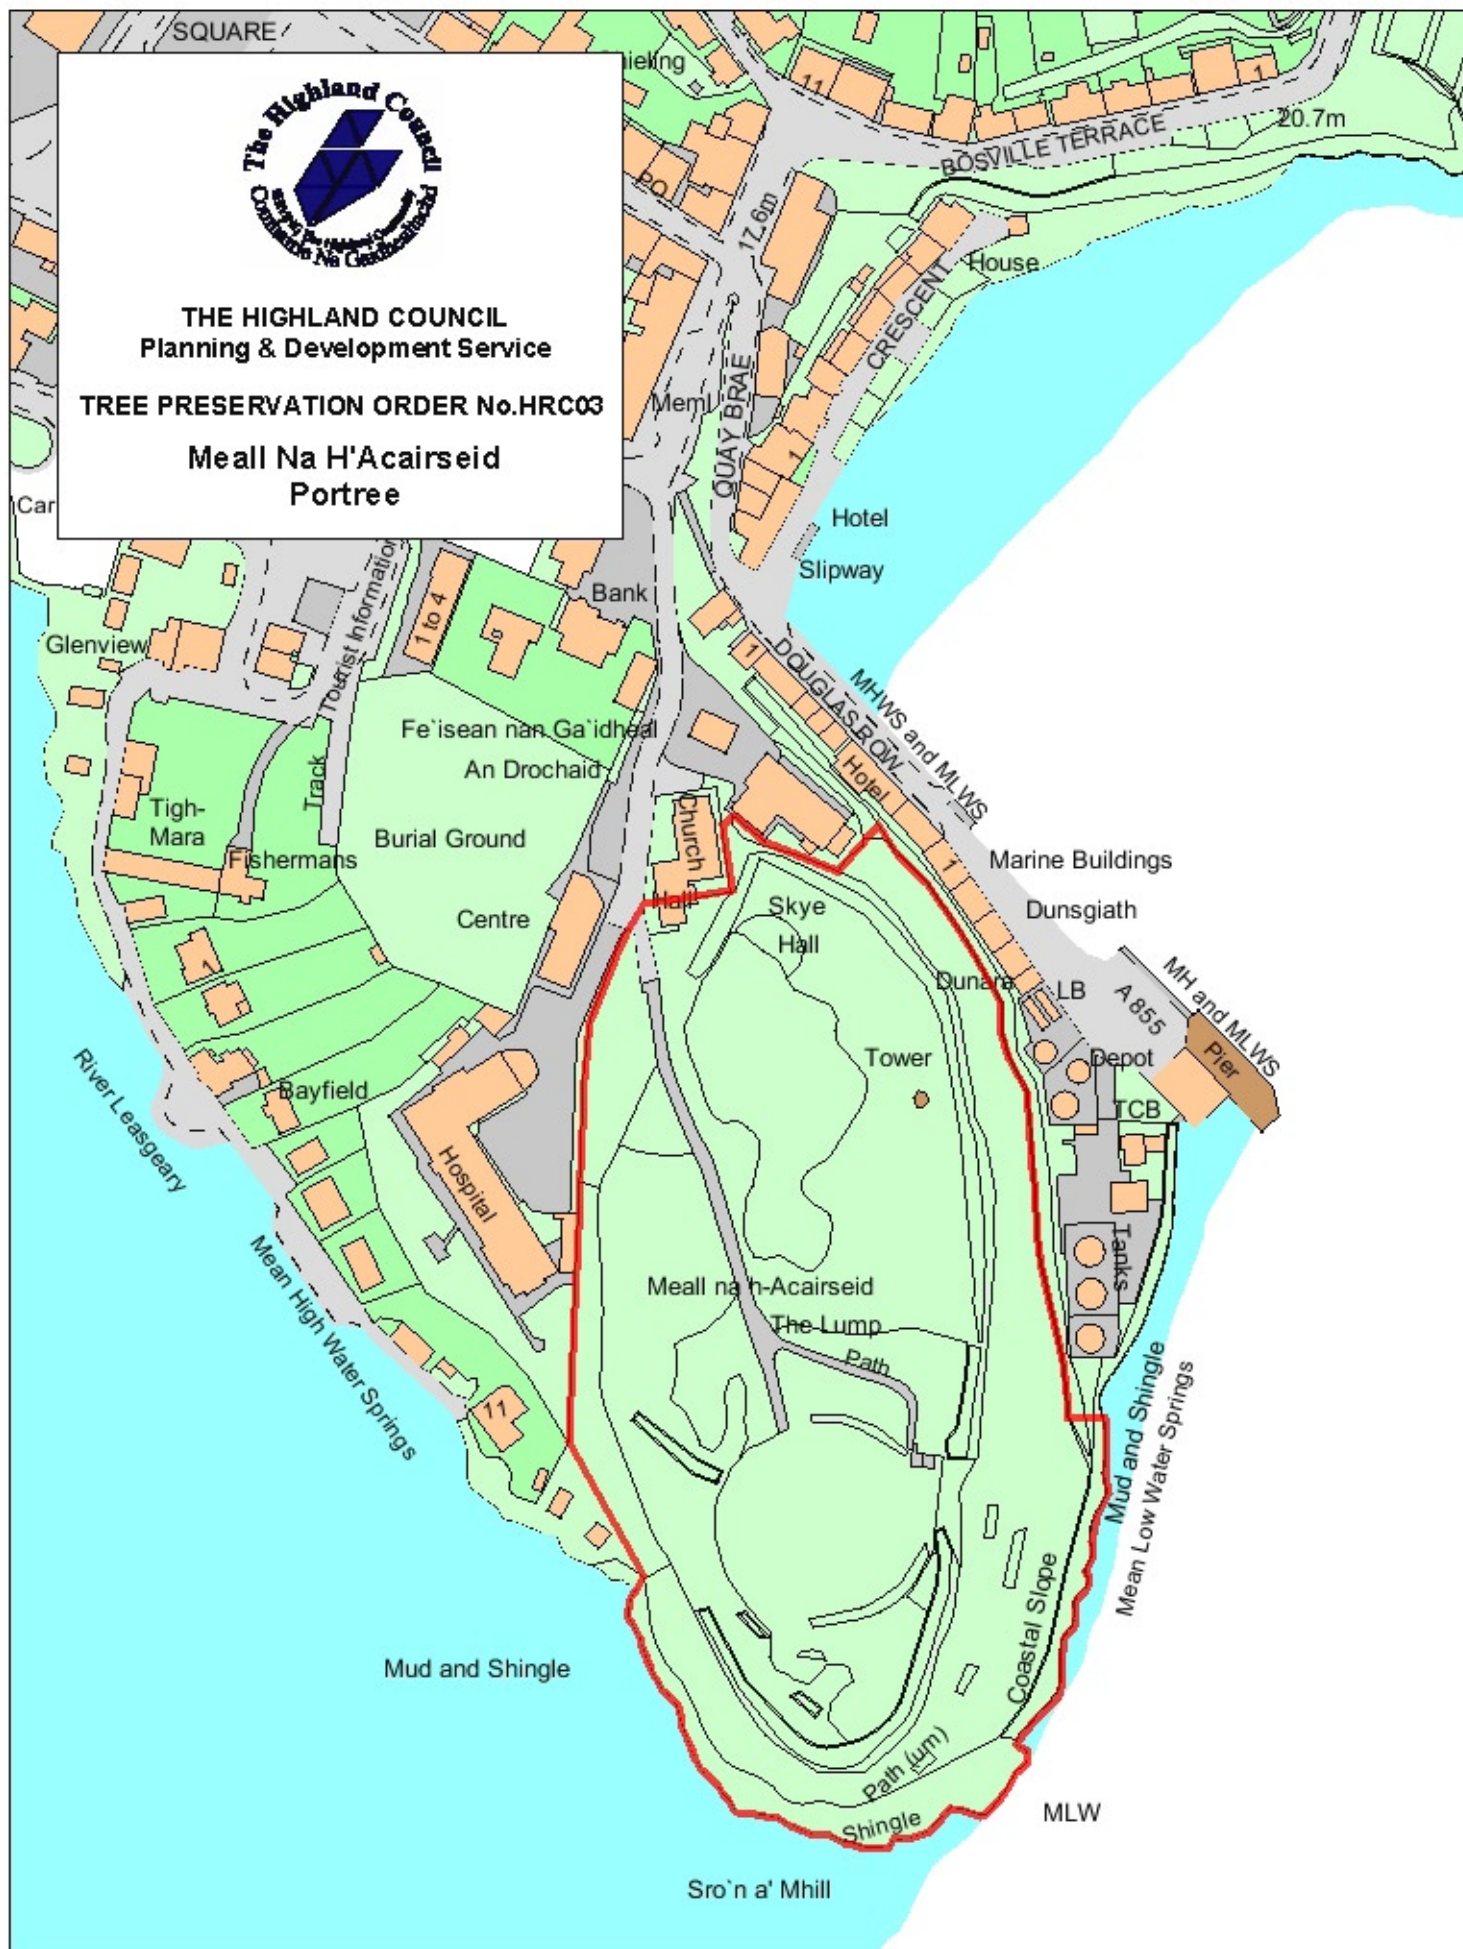 SQUARE
The Highland Council
Comhairle Na Gaidhealtachd
THE HIGHLAND COUNCIL
Planning & Development Service
TREE PRESERVATION ORDER No.HRC03
Meall Na H'Acairseid
Portree
hieling
11
1
20.7m
BOSVILLE TERRACE
PO
17.6m
House
CRESCENT
Meml
QUAY BRAE
1
Car
Hotel
Slipway
Bank
Tourist Information
1 to 4
Glenview
1
DOUGLAS ROW
MHWS and MLWS
Fe`isean nan Ga`idheal
An Drochaid
Hotel
Track
Tigh-
Mara
Burial Ground
Church
Fishermans
1
Marine Buildings
Hall
Skye
Hall
Dunsgiath
Centre
1
Dunara
LB
A 855
MH and MLWS
Tower
Depot
Pier
TCB
River Leasgeary
Bayfield
Hospital
Tanks
Mean High Water Springs
Meall na h-Acairseid
The Lump
Path
11
Mud and Shingle
Mean Low Water Springs
Coastal Slope
Mud and Shingle
Path (um)
Shingle
MLW
Sro`n a' Mhill